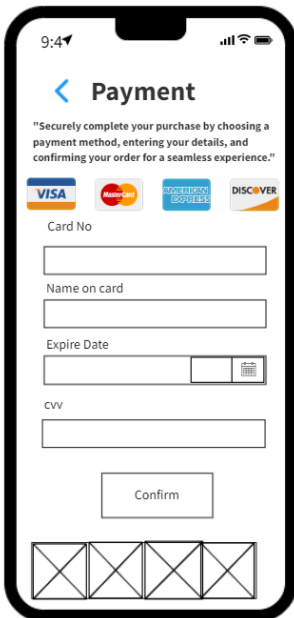 9:4
Payment
"Securely complete your purchase by choosing a
payment method, entering your details, and
confirming your order for a seamless experience."
VISA MasterCard AMERICAN EXPRESS DISCOVER
Card No
Name on card
Expire Date
cvv
Confirm